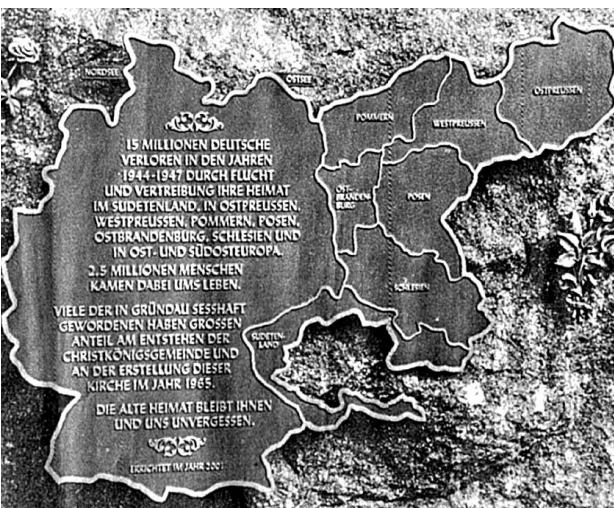 NORDSEE
OSTSEE
POMMERN
WESTPREUSSEN
OSTPREUSSEN
OST-
BRANDEN-
BURG
POSEN
SCHLESIEN
SUDETEN-
LAND
15 MILLIONEN DEUTSCHE
VERLOREN IN DEN JAHREN
1944-1947 DURCH FLUCHT
UND VERTREIBUNG IHRE HEIMAT
IM SUDETENLAND, IN OSTPREUSSEN,
WESTPREUSSEN, POMMERN, POSEN,
OSTBRANDENBURG, SCHLESIEN UND
IN OST- UND SÜDOSTEUROPA.
2,5 MILLIONEN MENSCHEN
KAMEN DABEI UMS LEBEN.
VIELE DER IN GRÜNDAU SESSHAFT
GEWORDENEN HABEN GROSSEN
ANTEIL AM ENTSTEHEN DER
CHRISTKÖNIGSGEMEINDE UND
AN DER ERSTELLUNG DIESER
KIRCHE IM JAHR 1965.
DIE ALTE HEIMAT BLEIBT IHNEN
UND UNS UNVERGESSEN.
ERRICHTET IM JAHR 2001